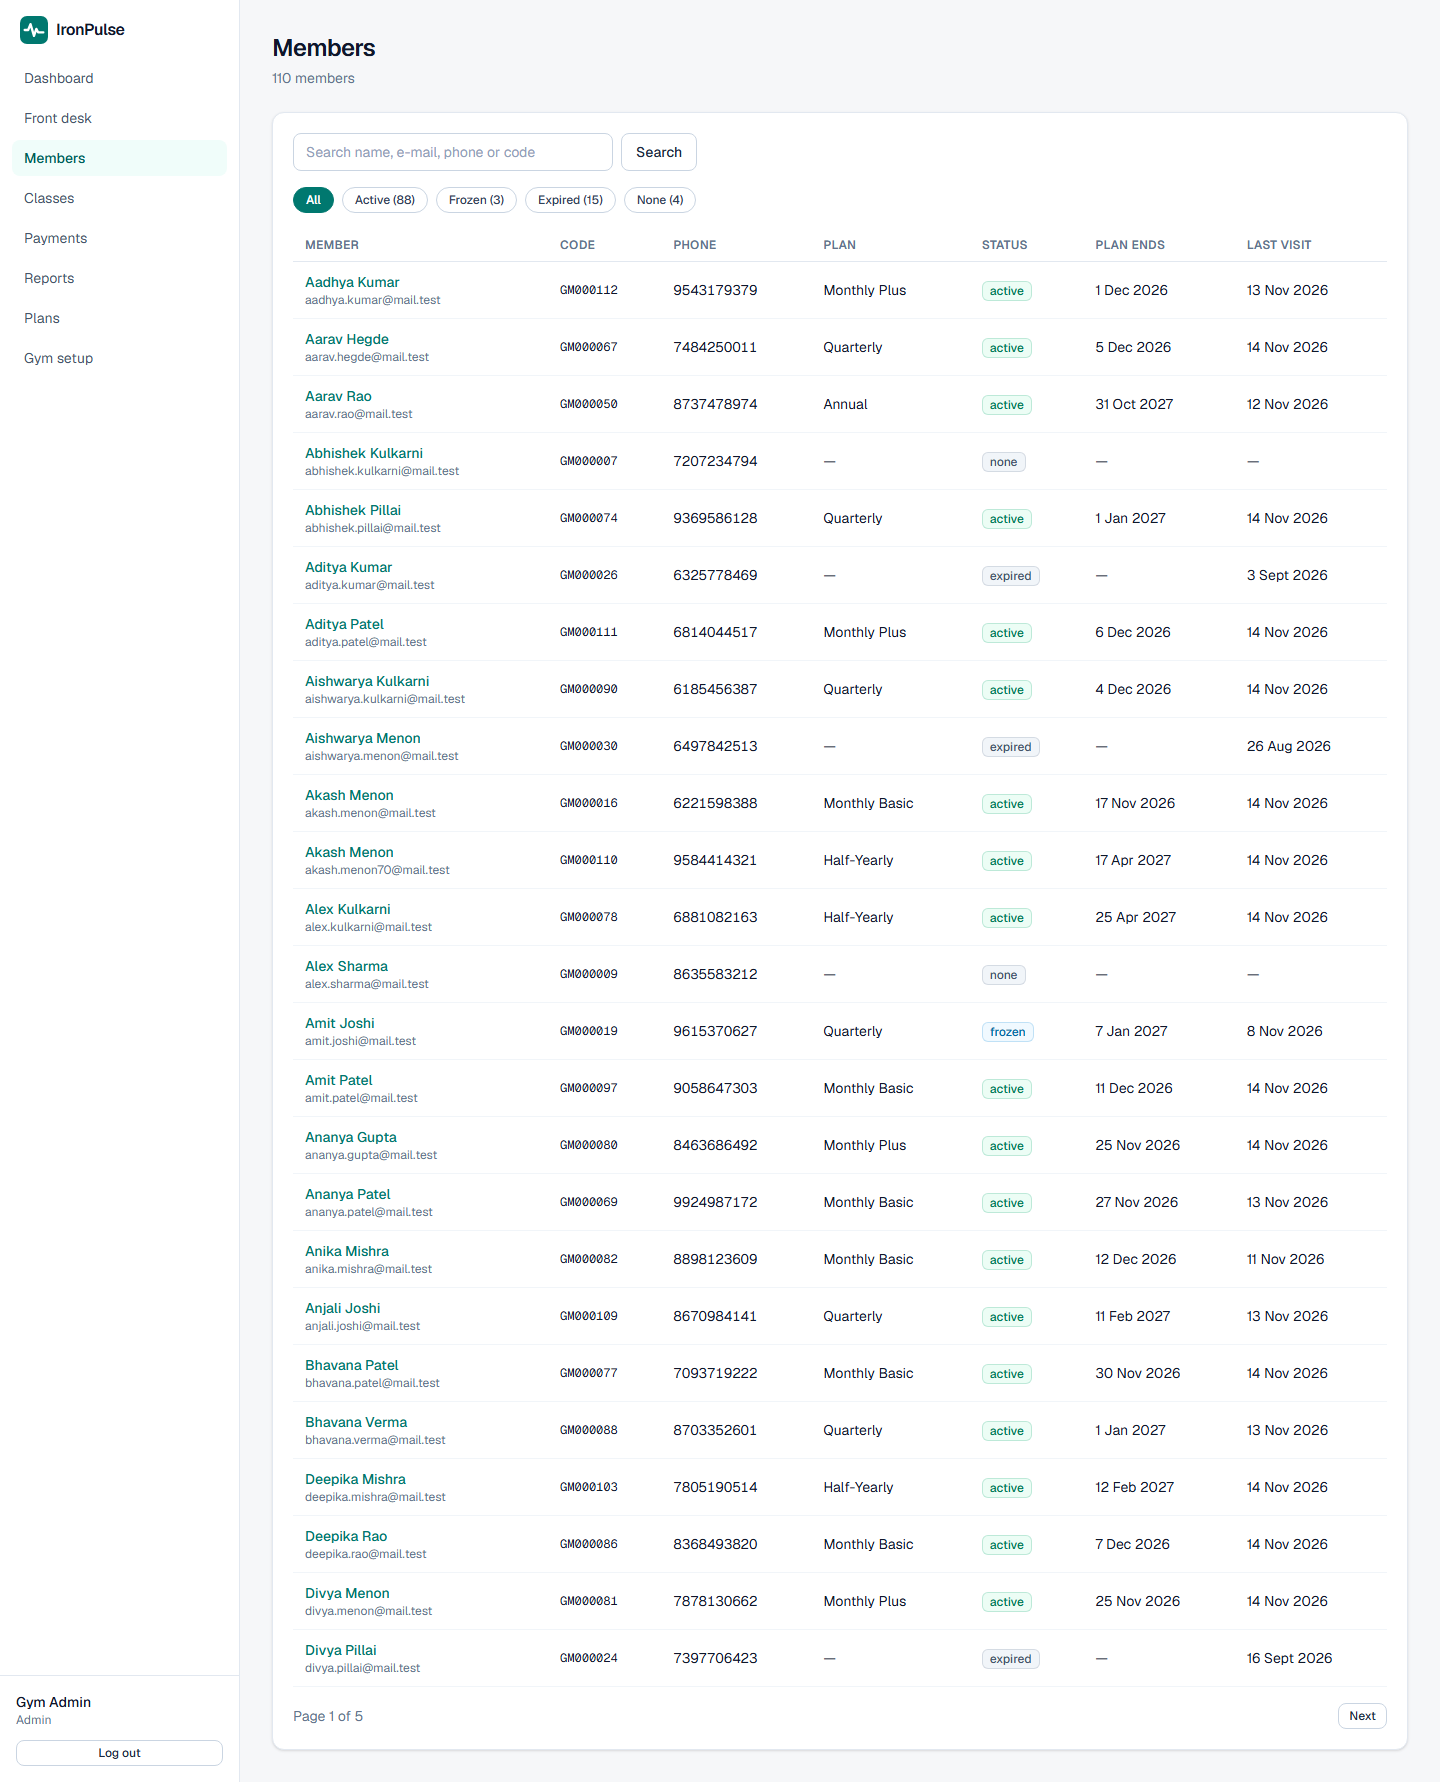 IronPulse
Dashboard
Front desk
Members
Classes
Payments
Reports
Plans
Gym setup
Gym Admin
Admin
Log out
Members
110 members
Search name, e-mail, phone or code
Search
All
Active (88)
Frozen (3)
Expired (15)
None (4)
MEMBER CODE PHONE PLAN STATUS PLAN ENDS LAST VISIT
Aadhya Kumar GM000112 9543179379 Monthly Plus active 1 Dec 2026 13 Nov 2026
aadhya.kumar@mail.test
Aarav Hegde GM000067 7484250011 Quarterly active 5 Dec 2026 14 Nov 2026
aarav.hegde@mail.test
Aarav Rao GM000050 8737478974 Annual active 31 Oct 2027 12 Nov 2026
aarav.rao@mail.test
Abhishek Kulkarni GM000007 7207234794 — none — —
abhishek.kulkarni@mail.test
Abhishek Pillai GM000074 9369586128 Quarterly active 1 Jan 2027 14 Nov 2026
abhishek.pillai@mail.test
Aditya Kumar GM000026 6325778469 — expired — 3 Sept 2026
aditya.kumar@mail.test
Aditya Patel GM000111 6814044517 Monthly Plus active 6 Dec 2026 14 Nov 2026
aditya.patel@mail.test
Aishwarya Kulkarni GM000090 6185456387 Quarterly active 4 Dec 2026 14 Nov 2026
aishwarya.kulkarni@mail.test
Aishwarya Menon GM000030 6497842513 — expired — 26 Aug 2026
aishwarya.menon@mail.test
Akash Menon GM000016 6221598388 Monthly Basic active 17 Nov 2026 14 Nov 2026
akash.menon@mail.test
Akash Menon GM000110 9584414321 Half-Yearly active 17 Apr 2027 14 Nov 2026
akash.menon70@mail.test
Alex Kulkarni GM000078 6881082163 Half-Yearly active 25 Apr 2027 14 Nov 2026
alex.kulkarni@mail.test
Alex Sharma GM000009 8635583212 — none — —
alex.sharma@mail.test
Amit Joshi GM000019 9615370627 Quarterly frozen 7 Jan 2027 8 Nov 2026
amit.joshi@mail.test
Amit Patel GM000097 9058647303 Monthly Basic active 11 Dec 2026 14 Nov 2026
amit.patel@mail.test
Ananya Gupta GM000080 8463686492 Monthly Plus active 25 Nov 2026 14 Nov 2026
ananya.gupta@mail.test
Ananya Patel GM000069 9924987172 Monthly Basic active 27 Nov 2026 13 Nov 2026
ananya.patel@mail.test
Anika Mishra GM000082 8898123609 Monthly Basic active 12 Dec 2026 11 Nov 2026
anika.mishra@mail.test
Anjali Joshi GM000109 8670984141 Quarterly active 11 Feb 2027 13 Nov 2026
anjali.joshi@mail.test
Bhavana Patel GM000077 7093719222 Monthly Basic active 30 Nov 2026 14 Nov 2026
bhavana.patel@mail.test
Bhavana Verma GM000088 8703352601 Quarterly active 1 Jan 2027 13 Nov 2026
bhavana.verma@mail.test
Deepika Mishra GM000103 7805190514 Half-Yearly active 12 Feb 2027 14 Nov 2026
deepika.mishra@mail.test
Deepika Rao GM000086 8368493820 Monthly Basic active 7 Dec 2026 14 Nov 2026
deepika.rao@mail.test
Divya Menon GM000081 7878130662 Monthly Plus active 25 Nov 2026 14 Nov 2026
divya.menon@mail.test
Divya Pillai GM000024 7397706423 — expired — 16 Sept 2026
divya.pillai@mail.test
Page 1 of 5
Next